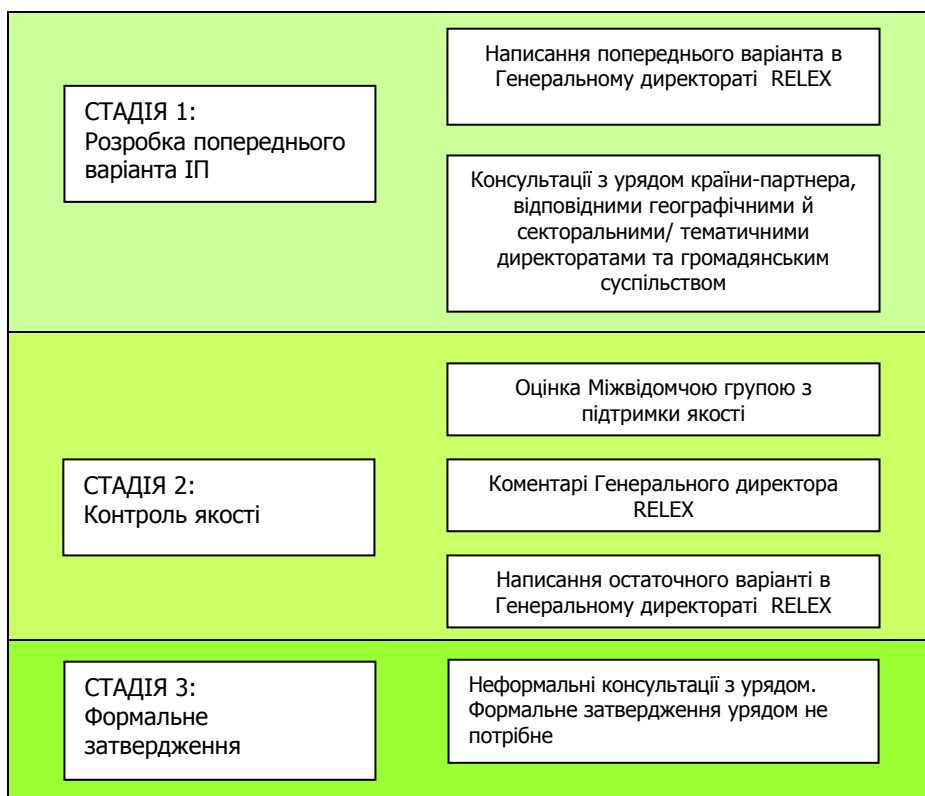 СТАДІЯ 1:
Розробка попереднього
варіанта ІП
Написання попереднього варіанта в
Генеральному директораті RELEX
Консультації з урядом країни-партнера,
відповідними географічними й
секторальними/ тематичними
директоратами та громадянським
суспільством
СТАДІЯ 2:
Контроль якості
Оцінка Міжвідомчою групою з
підтримки якості
Коментарі Генерального директора
RELEX
Написання остаточного варіанті в
Генеральному директораті RELEX
СТАДІЯ 3:
Формальне
затвердження
Неформальні консультації з урядом.
Формальне затвердження урядом не
потрібне